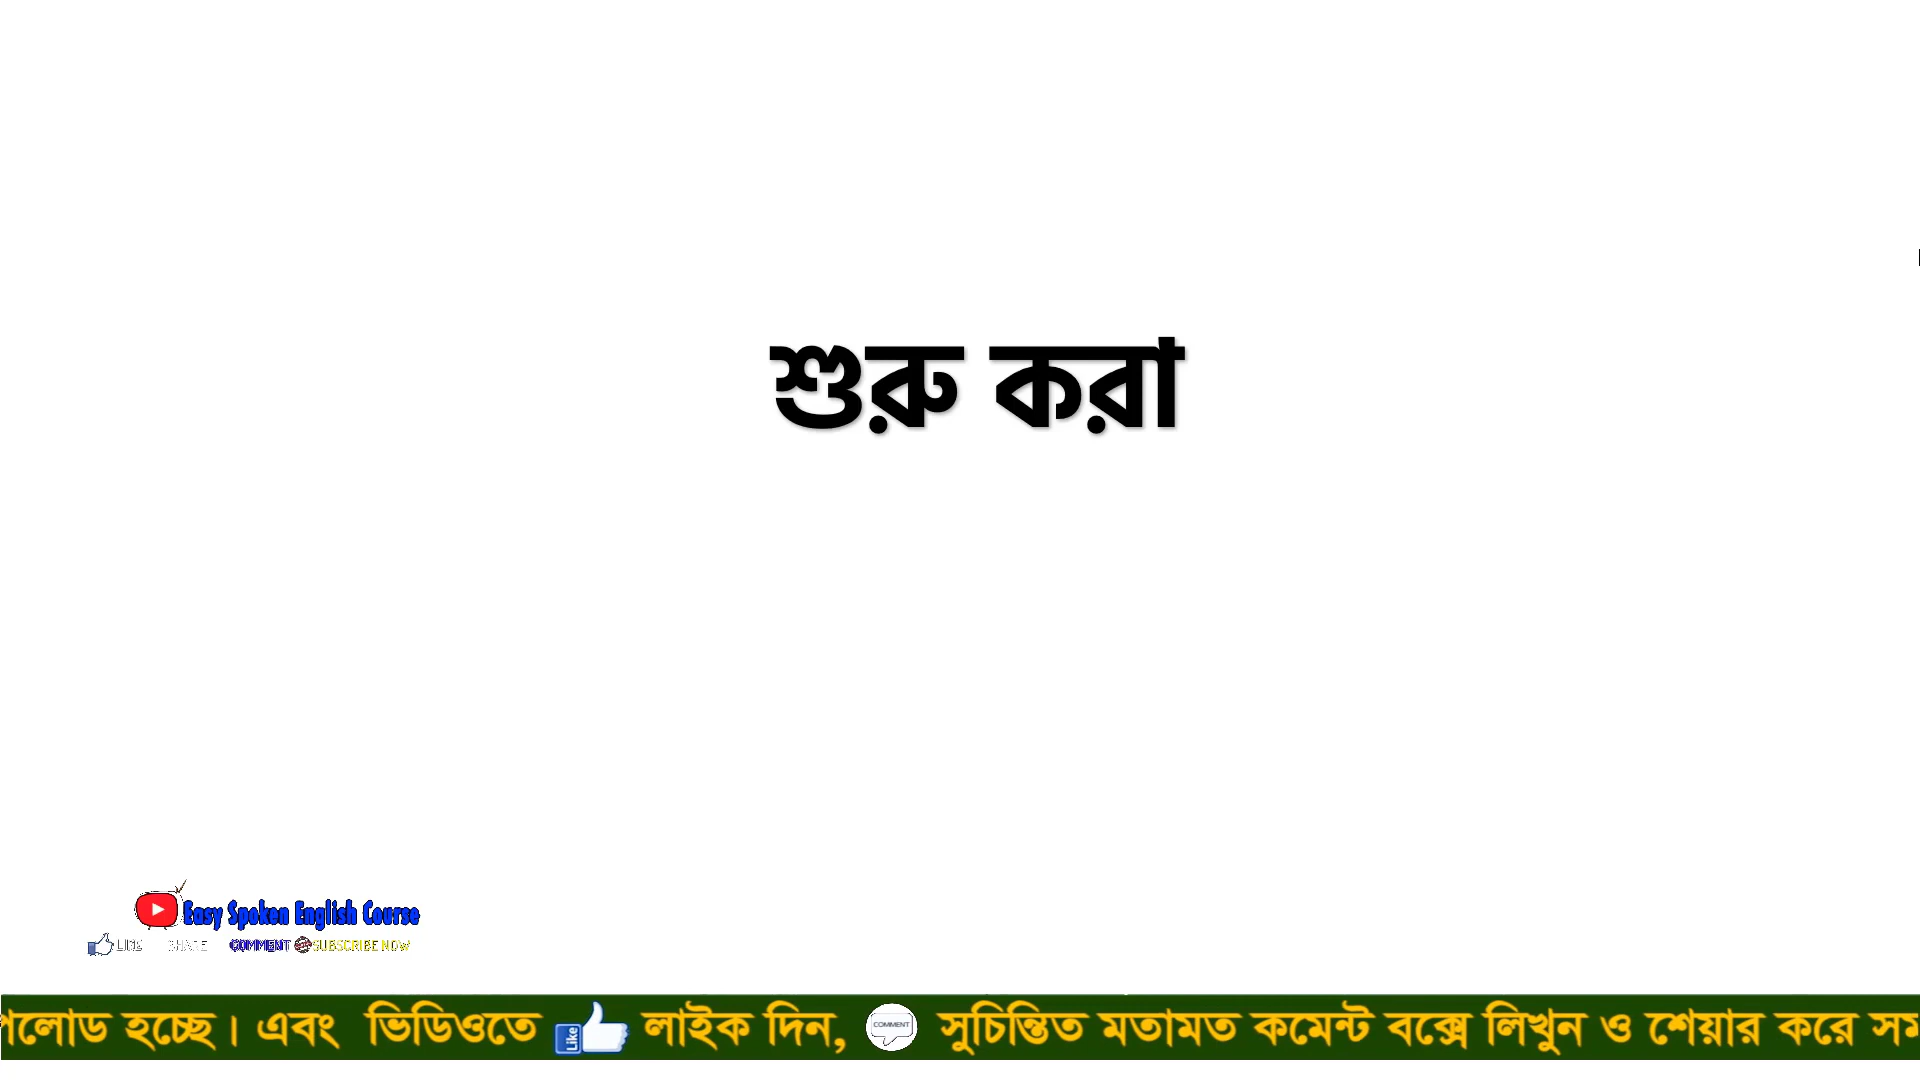 শুরু করা
Easy Spoken English Course
LIKE SHARE COMMENT SUBSCRIBE NOW
হচ্ছে। এবং ভিডিওতে Like লাইক দিন, COMMENT সুচিন্তিত মতামত কমেন্ট বক্সে লিখুন ও শেয়ার করে